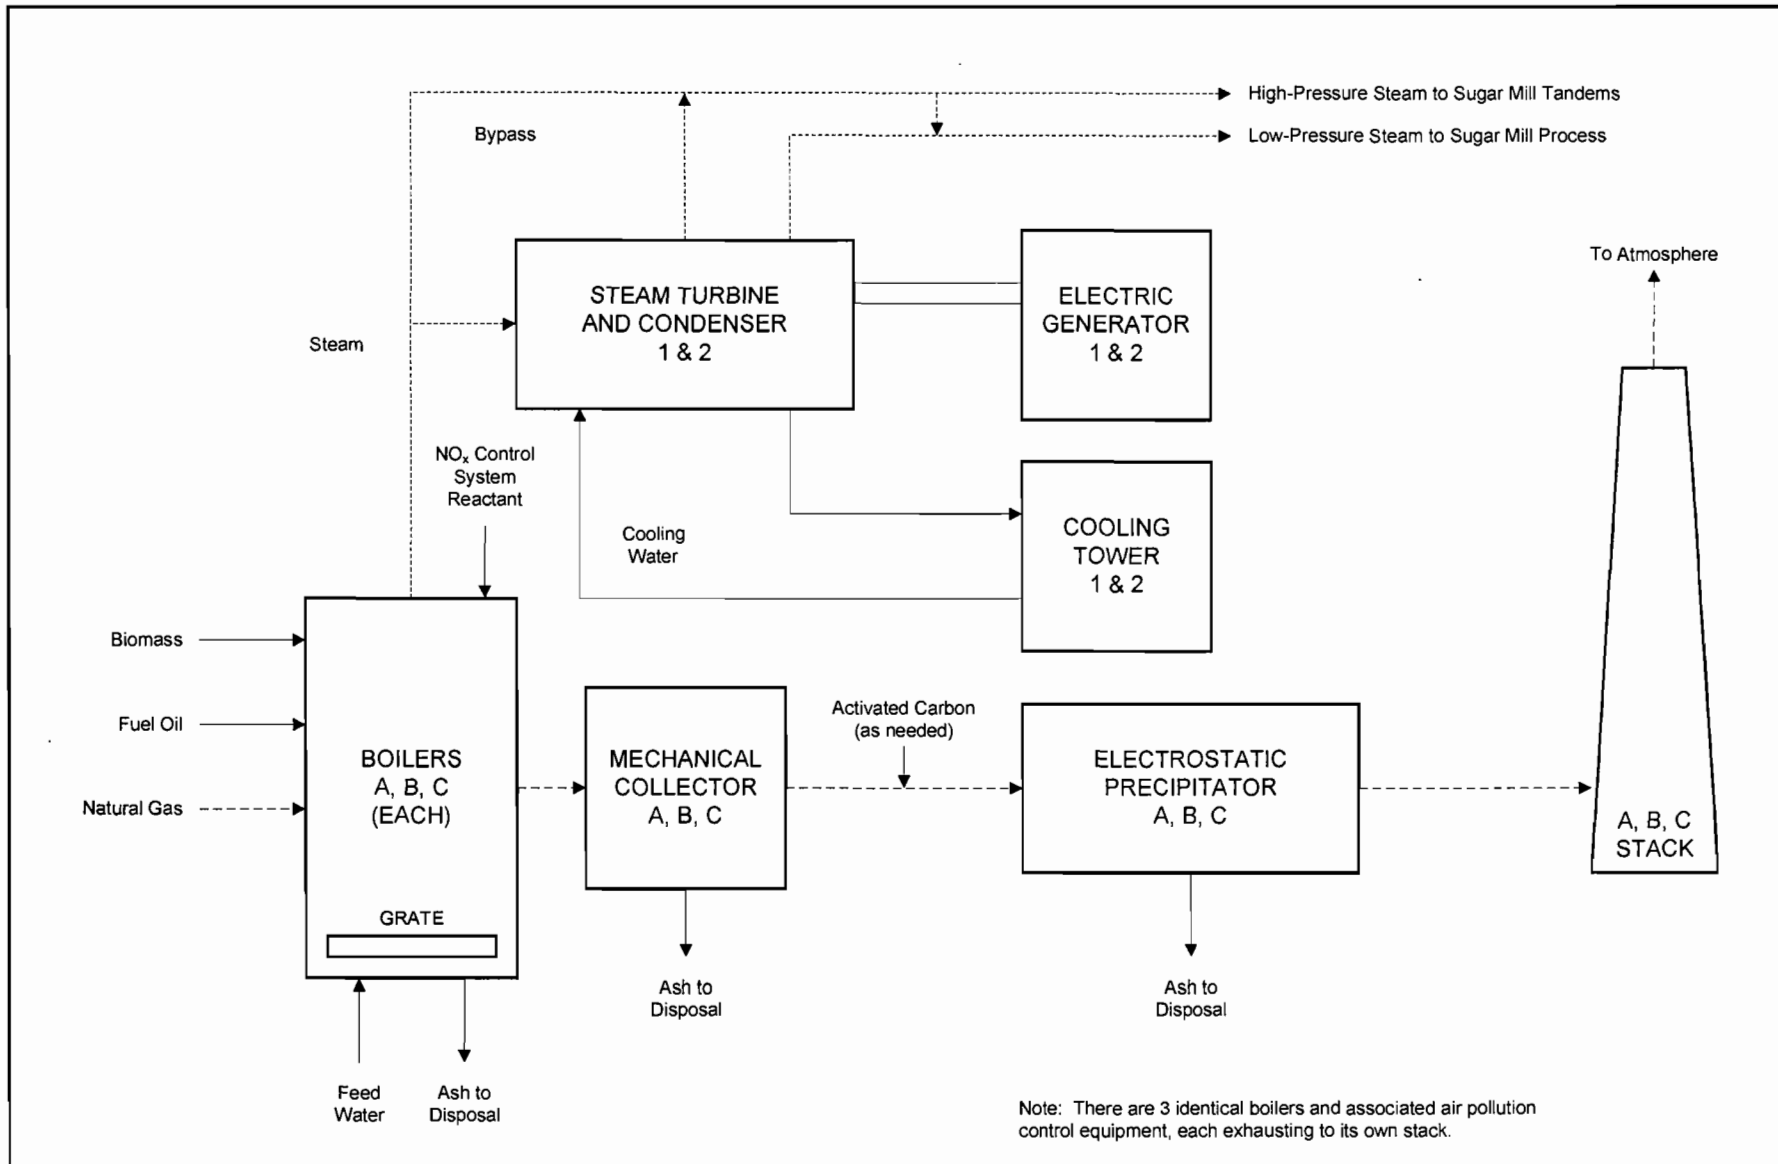 High-Pressure Steam to Sugar Mill Tandems
Bypass
Low-Pressure Steam to Sugar Mill Process
To Atmosphere
STEAM TURBINE
AND CONDENSER
1 & 2
ELECTRIC
GENERATOR
1 & 2
Steam
NOₓ Control
System
Reactant
Cooling
Water
COOLING
TOWER
1 & 2
Biomass
Fuel Oil
Natural Gas
BOILERS
A, B, C
(EACH)
GRATE
MECHANICAL
COLLECTOR
A, B, C
Activated Carbon
(as needed)
ELECTROSTATIC
PRECIPITATOR
A, B, C
A, B, C
STACK
Ash to
Disposal
Ash to
Disposal
Feed
Water
Ash to
Disposal
Note: There are 3 identical boilers and associated air pollution
control equipment, each exhausting to its own stack.